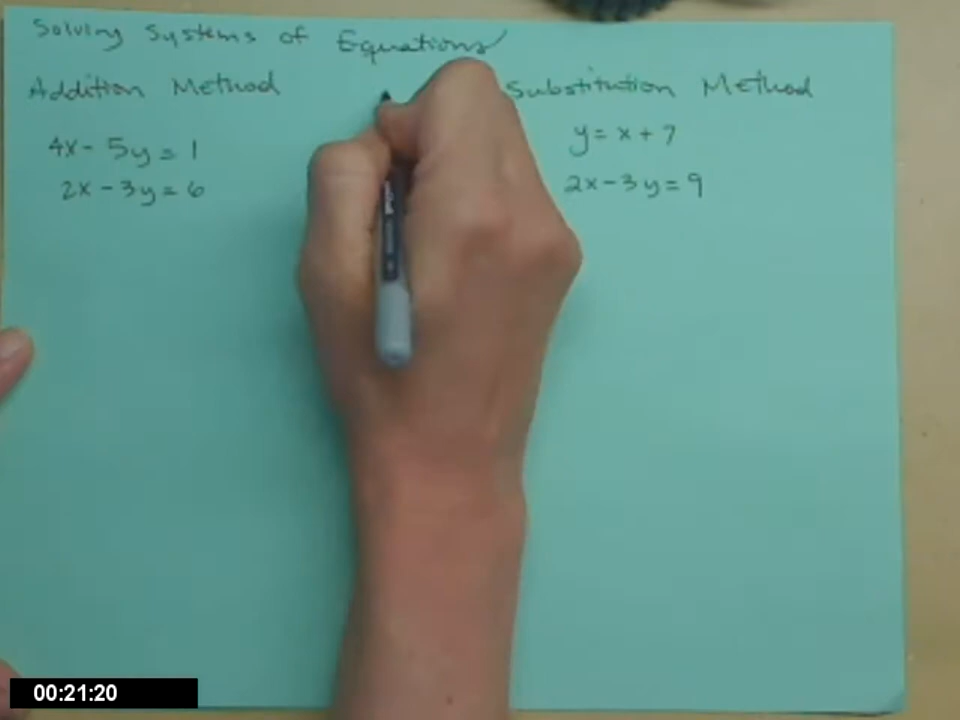 Solving Systems of Equations
Addition Method
4x - 5y = 1
2x - 3y = 6
Substitution Method
y = x + 7
2x - 3y = 9
00:21:20